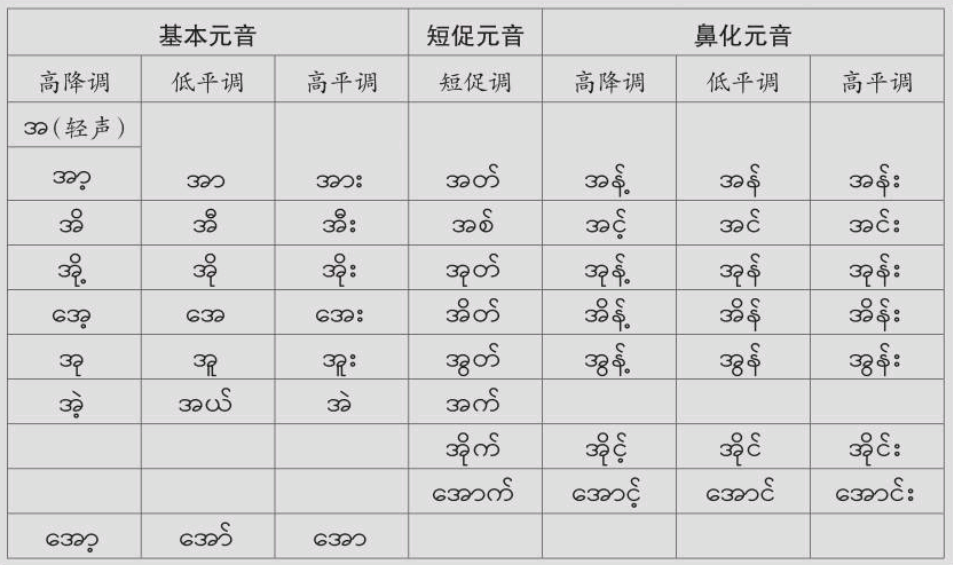 基本元音 短促元音 鼻化元音
高降调 低平调 高平调 短促调 高降调 低平调 高平调
အ(轻声)
အာ့ အာ အား အတ် အန့် အန် အန်း
အိ အီ အီး အစ် အင့် အင် အင်း
အို့ အို အိုး အုတ် အုန့် အုန် အုန်း
အေ့ အေ အေး အိတ် အိန့် အိန် အိန်း
အု အူ အူး အွတ် အွန့် အွန် အွန်း
အဲ့ အယ် အဲ အက်
အိုက် အိုင့် အိုင် အိုင်း
အောက် အောင့် အောင် အောင်း
အော့ အော် အော